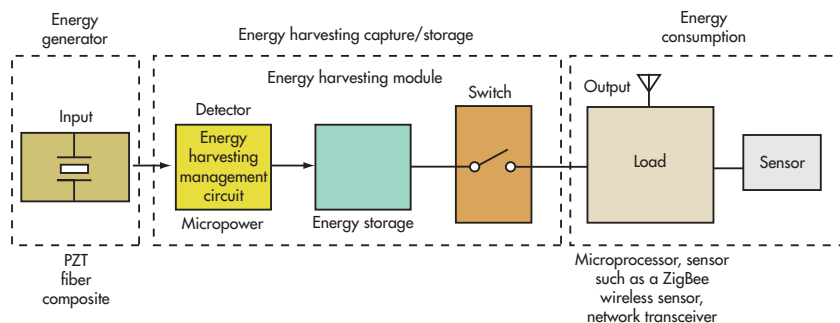 Energy
generator
Energy harvesting capture/storage
Energy
consumption
Energy harvesting module
Input
Detector
Switch
Output
Energy
harvesting
management
circuit
Load
Sensor
Micropower
Energy storage
PZT
fiber
composite
Microprocessor, sensor
such as a ZigBee
wireless sensor,
network transceiver